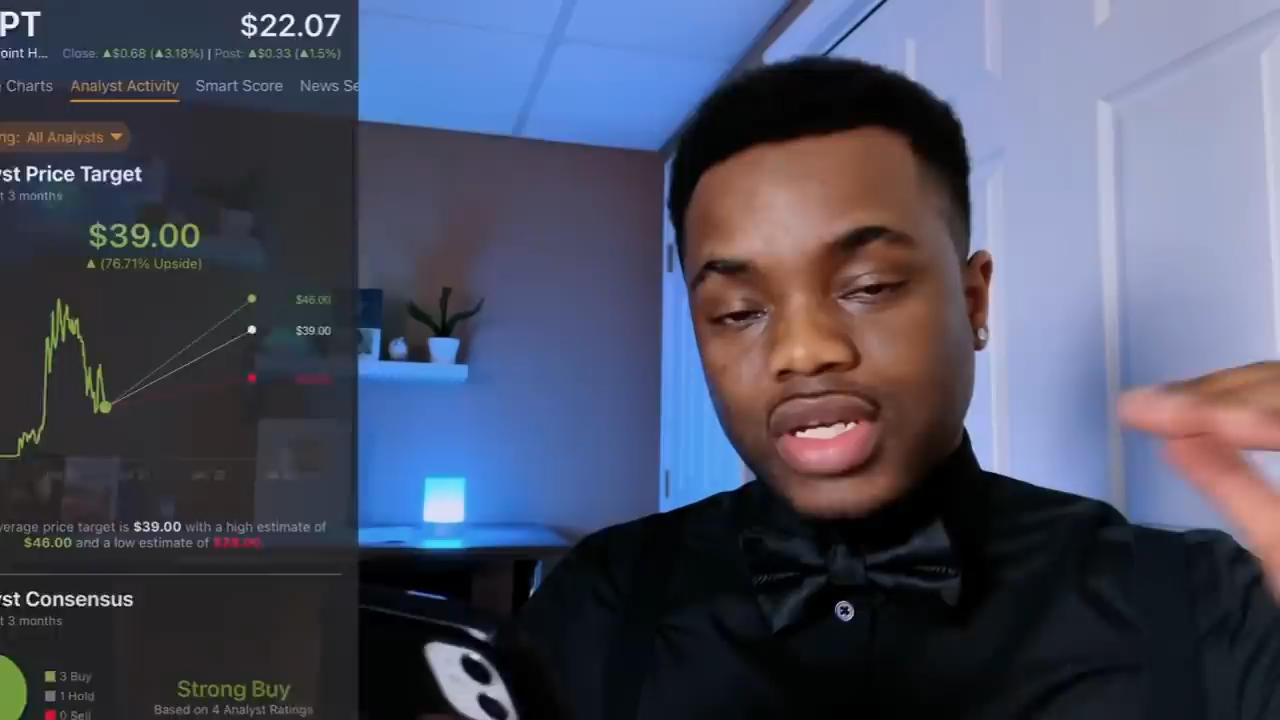 PT
$22.07
oint H... Close: ▲$0.68 (▲3.18%) | Post: ▲$0.33 (▲1.5%)
Charts Analyst Activity Smart Score News Se
ng: All Analysts
st Price Target
t 3 months
$39.00
▲ (76.71% Upside)
$46.00
$39.00
verage price target is $39.00 with a high estimate of
$46.00 and a low estimate of
st Consensus
t 3 months
3 Buy
1 Hold
0 Sell
Strong Buy
Based on 4 Analyst Ratings